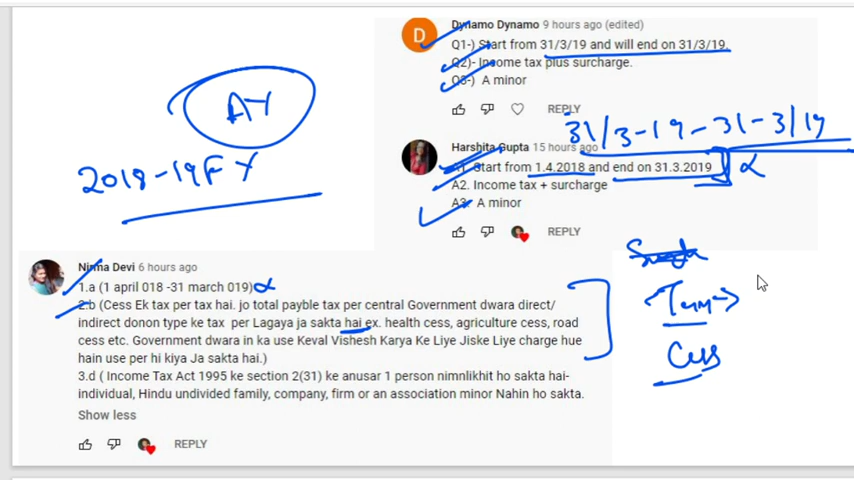 D
Dynamo Dynamo 9 hours ago (edited)
Q1-) Start from 31/3/19 and will end on 31/3/19.
Q2)- Income tax plus surcharge.
Q3-) A minor
REPLY
AY
31/3-19-31-3/19
2018-19 F Y
Harshita Gupta 15 hours ago
A1. Start from 1.4.2018 and end on 31.3.2019
A2. Income tax + surcharge
A3. A minor
REPLY
Nirma Devi 6 hours ago
1.a (1 april 018 -31 march 019)
2.b (Cess Ek tax per tax hai. jo total payble tax per central Government dwara direct/
indirect donon type ke tax per Lagaya ja sakta hai ex. health cess, agriculture cess, road
cess etc. Government dwara in ka use Keval Vishesh Karya Ke Liye Jiske Liye charge hue
hain use per hi kiya Ja sakta hai.)
3.d ( Income Tax Act 1995 ke section 2(31) ke anusar 1 person nimnlikhit ho sakta hai-
individual, Hindu undivided family, company, firm or an association minor Nahin ho sakta.
Show less
REPLY
Cess